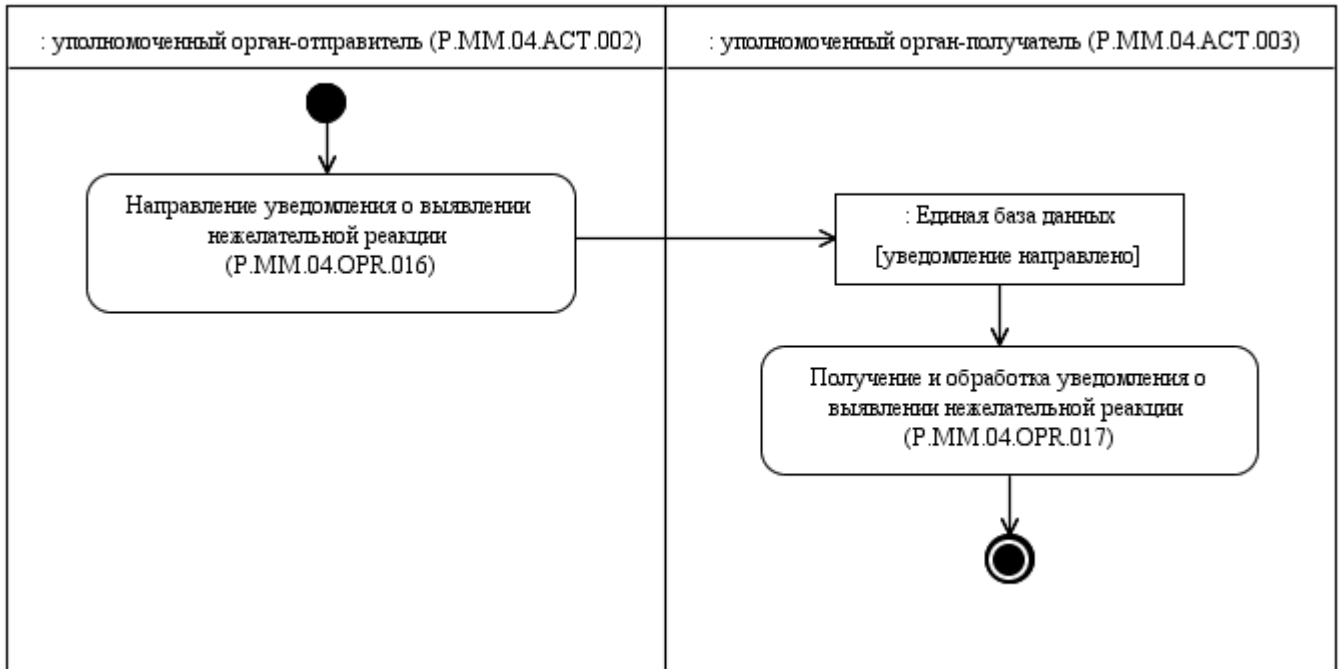 : уполномоченный орган-отправитель (P.MM.04.ACT.002)
: уполномоченный орган-получатель (P.MM.04.ACT.003)
Направление уведомления о выявлении
нежелательной реакции
(P.MM.04.OPR.016)
: Единая база данных
[уведомление направлено]
Получение и обработка уведомления о
выявлении нежелательной реакции
(P.MM.04.OPR.017)